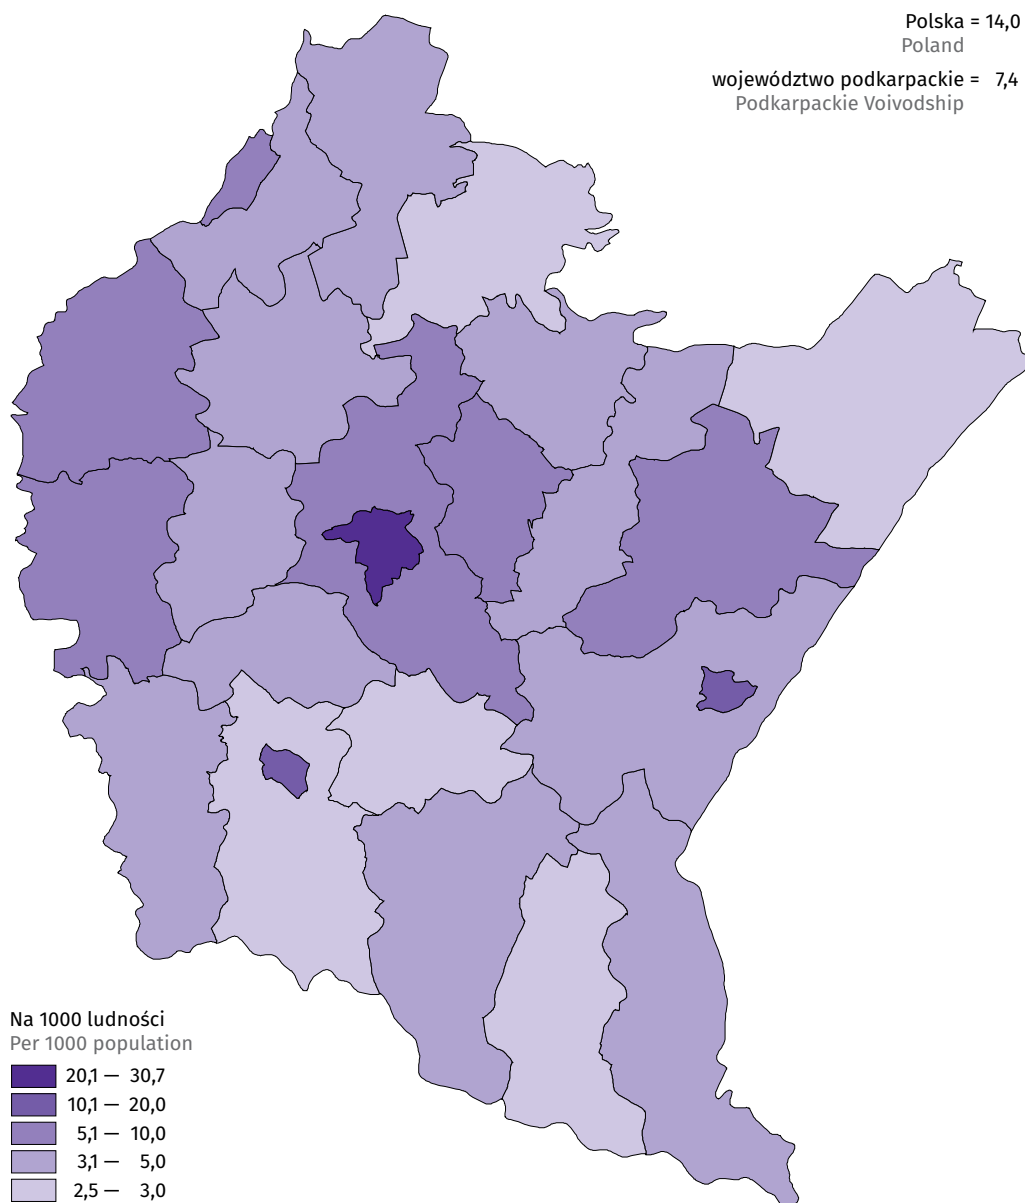 Polska = 14,0
Poland
województwo podkarpackie = 7,4
Podkarpackie Voivodship
Na 1000 ludności
Per 1000 population
20,1 — 30,7
10,1 — 20,0
5,1 — 10,0
3,1 — 5,0
2,5 — 3,0